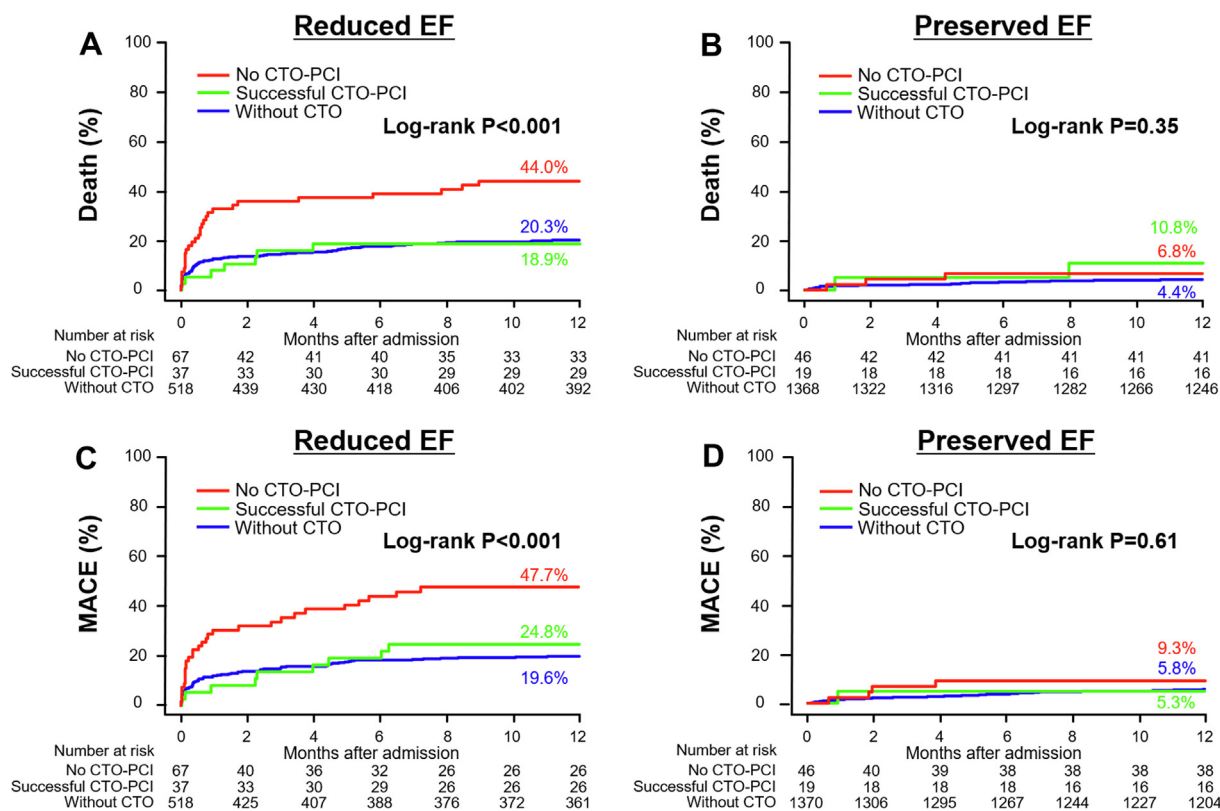 A
Reduced EF
100
80
60
40
20
0
Death (%)
No CTO-PCI
Successful CTO-PCI
Without CTO
Log-rank P<0.001
44.0%
20.3%
18.9%
0 2 4 6 8 10 12
Number at risk
Months after admission
No CTO-PCI 67 42 41 40 35 33 33
Successful CTO-PCI 37 33 30 30 29 29 29
Without CTO 518 439 430 418 406 402 392
B
Preserved EF
100
80
60
40
20
0
Death (%)
No CTO-PCI
Successful CTO-PCI
Without CTO
Log-rank P=0.35
10.8%
6.8%
4.4%
0 2 4 6 8 10 12
Number at risk
Months after admission
No CTO-PCI 46 42 42 41 41 41 41
Successful CTO-PCI 19 18 18 18 16 16 16
Without CTO 1368 1322 1316 1297 1282 1266 1246
C
Reduced EF
100
80
60
40
20
0
MACE (%)
No CTO-PCI
Successful CTO-PCI
Without CTO
Log-rank P<0.001
47.7%
24.8%
19.6%
0 2 4 6 8 10 12
Number at risk
Months after admission
No CTO-PCI 67 40 36 32 26 26 26
Successful CTO-PCI 37 33 30 29 26 26 26
Without CTO 518 425 407 388 376 372 361
D
Preserved EF
100
80
60
40
20
0
MACE (%)
No CTO-PCI
Successful CTO-PCI
Without CTO
Log-rank P=0.61
9.3%
5.8%
5.3%
0 2 4 6 8 10 12
Number at risk
Months after admission
No CTO-PCI 46 40 39 38 38 38 38
Successful CTO-PCI 19 18 18 18 16 16 16
Without CTO 1370 1306 1295 1267 1244 1227 1204